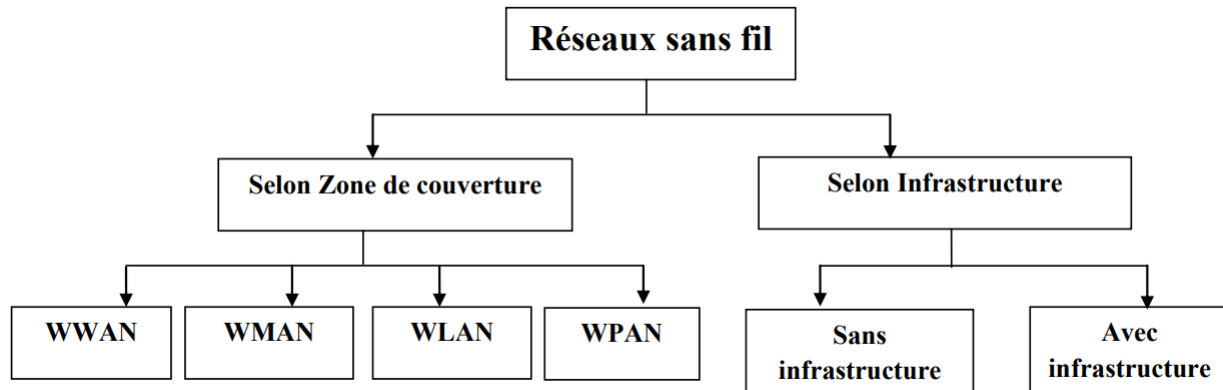 Réseaux sans fil
Selon Zone de couverture
Selon Infrastructure
WWAN
WMAN
WLAN
WPAN
Sans
infrastructure
Avec
infrastructure